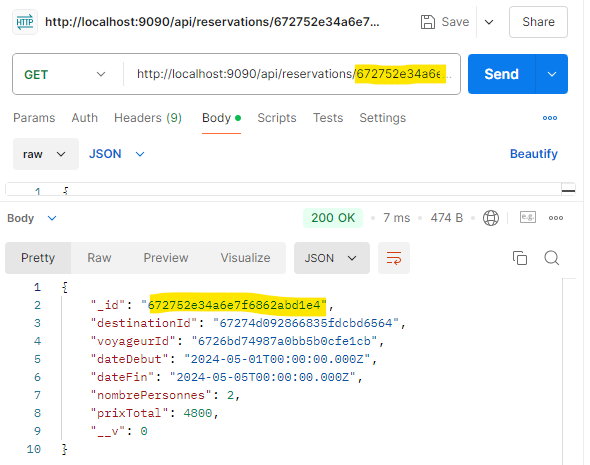 HTTP http://localhost:9090/api/reservations/672752e34a6e7... Save Share
GET http://localhost:9090/api/reservations/672752e34a6e... Send
Params Auth Headers (9) Body Scripts Tests Settings
raw JSON Beautify
1 {
Body 200 OK 7 ms 474 B e.g.
Pretty Raw Preview Visualize JSON
1 {
2 "_id": "672752e34a6e7f6862abd1e4",
3 "destinationId": "67274d092866835fdcbd6564",
4 "voyageurId": "6726bd74987a0bb5b0cfe1cb",
5 "dateDebut": "2024-05-01T00:00:00.000Z",
6 "dateFin": "2024-05-05T00:00:00.000Z",
7 "nombrePersonnes": 2,
8 "prixTotal": 4800,
9 "__v": 0
10 }